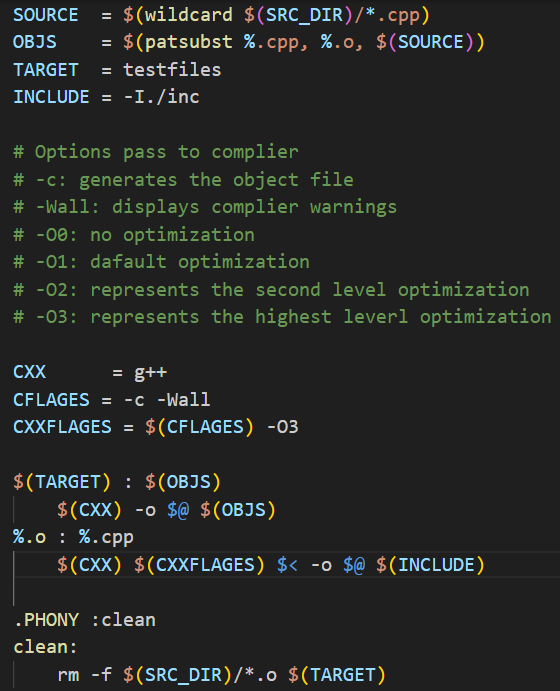 SOURCE  = $(wildcard $(SRC_DIR)/*.cpp)
OBJS    = $(patsubst %.cpp, %.o, $(SOURCE))
TARGET  = testfiles
INCLUDE = -I./inc

# Options pass to complier
# -c: generates the object file
# -Wall: displays complier warnings
# -O0: no optimization
# -O1: dafault optimization
# -O2: represents the second level optimization
# -O3: represents the highest leverl optimization

CXX      = g++
CFLAGES = -c -Wall
CXXFLAGES = $(CFLAGES) -O3

$(TARGET) : $(OBJS)
    $(CXX) -o $@ $(OBJS)
%.o : %.cpp
    $(CXX) $(CXXFLAGES) $< -o $@ $(INCLUDE)

.PHONY :clean
clean:
    rm -f $(SRC_DIR)/*.o $(TARGET)